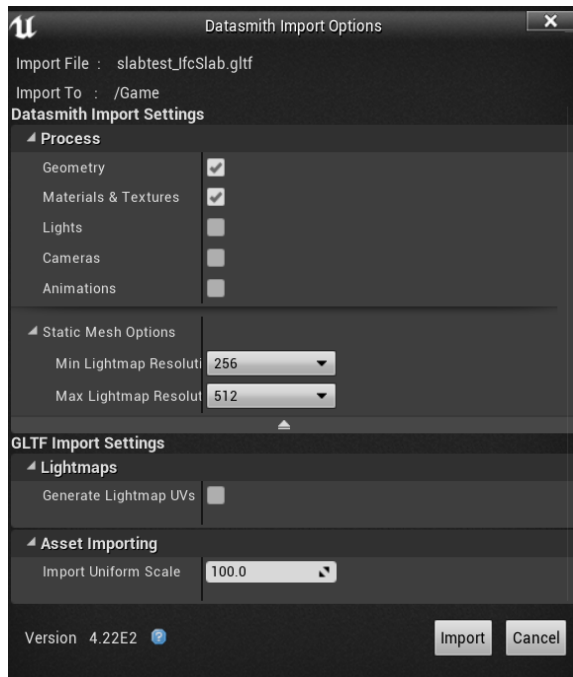 Datasmith Import Options
Import File : slabtest_IfcSlab.gltf
Import To : /Game
Datasmith Import Settings
Process
Geometry
Materials & Textures
Lights
Cameras
Animations
Static Mesh Options
Min Lightmap Resoluti 256
Max Lightmap Resolut 512
GLTF Import Settings
Lightmaps
Generate Lightmap UVs
Asset Importing
Import Uniform Scale 100.0
Version 4.22E2 ? Import Cancel